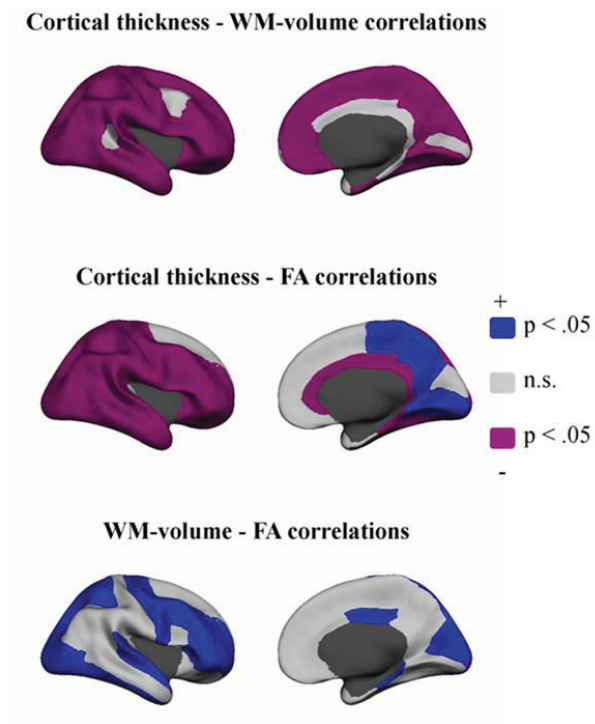 Cortical thickness - WM-volume correlations
Cortical thickness - FA correlations
+
p < .05
n.s.
p < .05
-
WM-volume - FA correlations